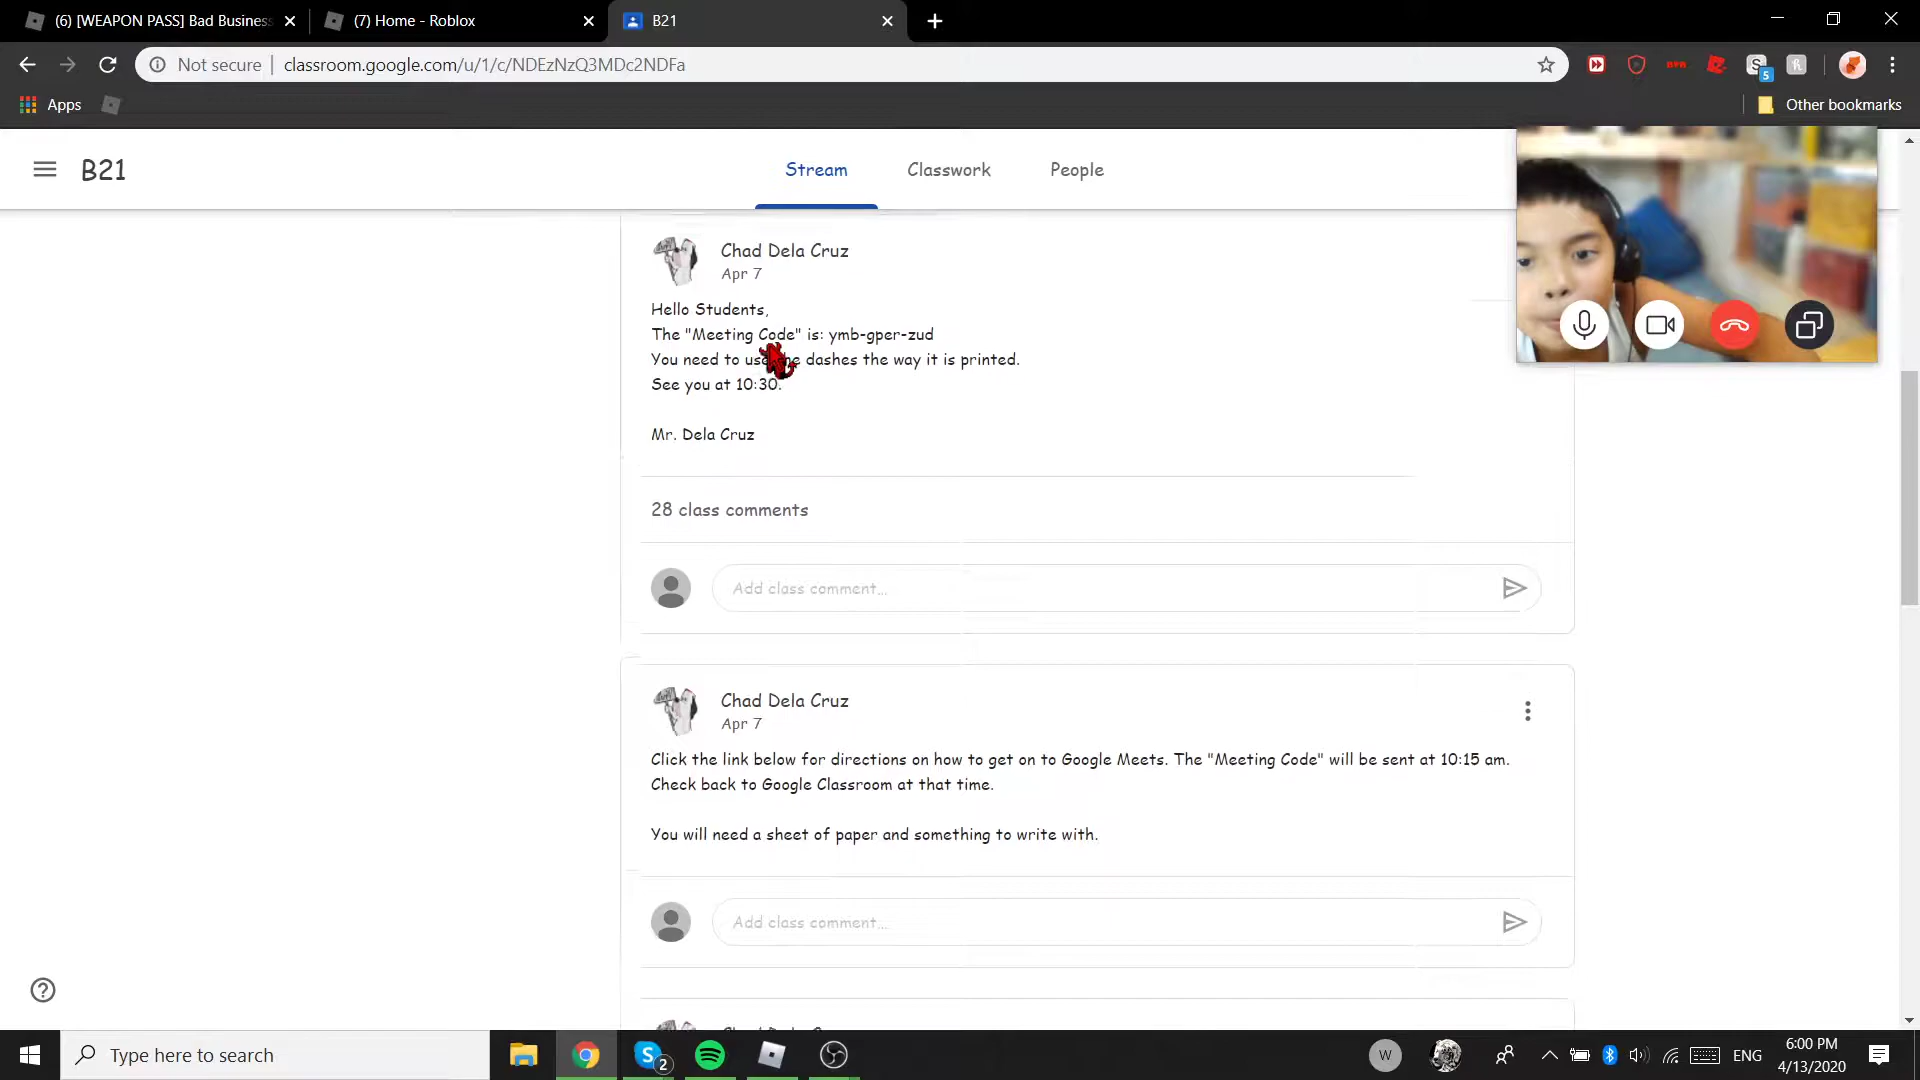 (6) [WEAPON PASS] Bad Business
(7) Home - Roblox
B21
Not secure
classroom.google.com/u/1/c/NDEzNzQ3MDc2NDFa
Apps
Other bookmarks
B21
Stream
Classwork
People
Chad Dela Cruz
Apr 7
Hello Students,
The "Meeting Code" is: ymb-gper-zud
You need to use the dashes the way it is printed.
See you at 10:30.
Mr. Dela Cruz
28 class comments
Add class comment...
Chad Dela Cruz
Apr 7
Click the link below for directions on how to get on to Google Meets. The "Meeting Code" will be sent at 10:15 am.
Check back to Google Classroom at that time.
You will need a sheet of paper and something to write with.
Add class comment...
Type here to search
2
W
ENG
6:00 PM
4/13/2020